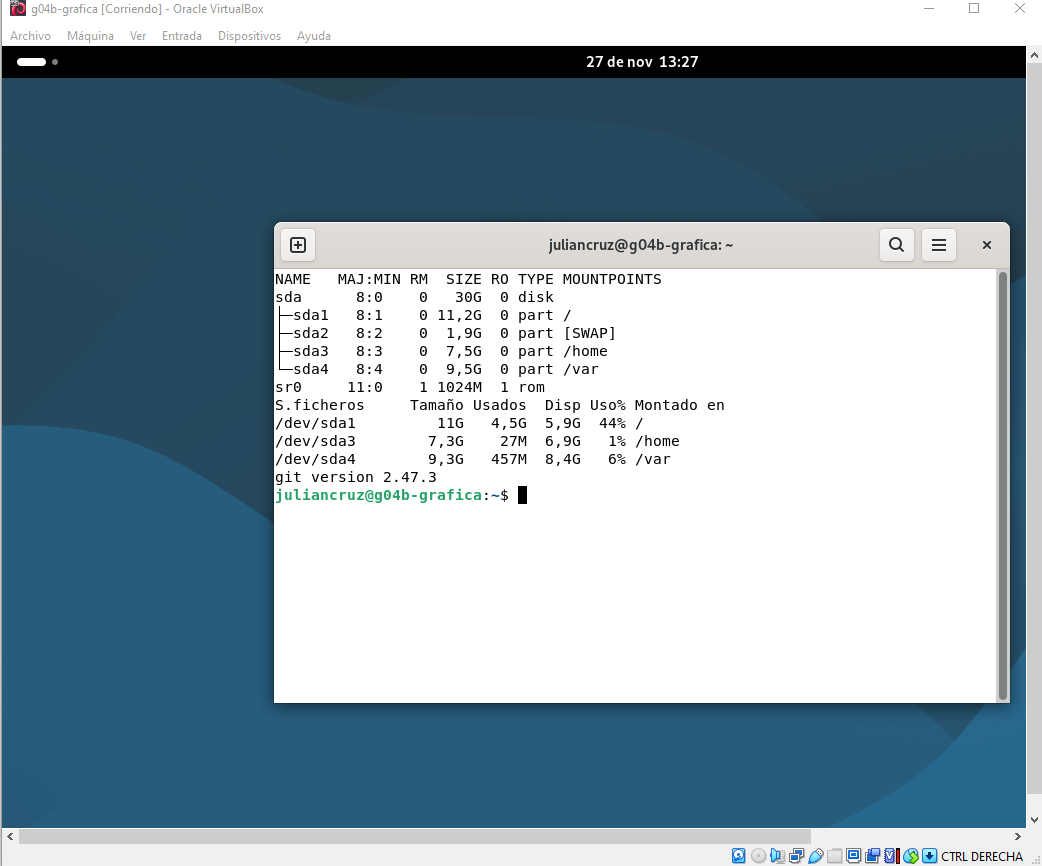 g04b-grafica [Corriendo] - Oracle VirtualBox
Archivo Máquina Ver Entrada Dispositivos Ayuda
27 de nov 13:27
juliancruz@g04b-grafica: ~
NAME   MAJ:MIN RM  SIZE RO TYPE MOUNTPOINTS
sda      8:0    0   30G  0 disk
├─sda1   8:1    0 11,2G  0 part /
├─sda2   8:2    0  1,9G  0 part [SWAP]
├─sda3   8:3    0  7,5G  0 part /home
└─sda4   8:4    0  9,5G  0 part /var
sr0     11:0    1 1024M  1 rom
S.ficheros     Tamaño Usados  Disp Uso% Montado en
/dev/sda1         11G   4,5G  5,9G  44% /
/dev/sda3        7,3G    27M  6,9G   1% /home
/dev/sda4        9,3G   457M  8,4G   6% /var
git version 2.47.3
juliancruz@g04b-grafica:~$
CTRL DERECHA